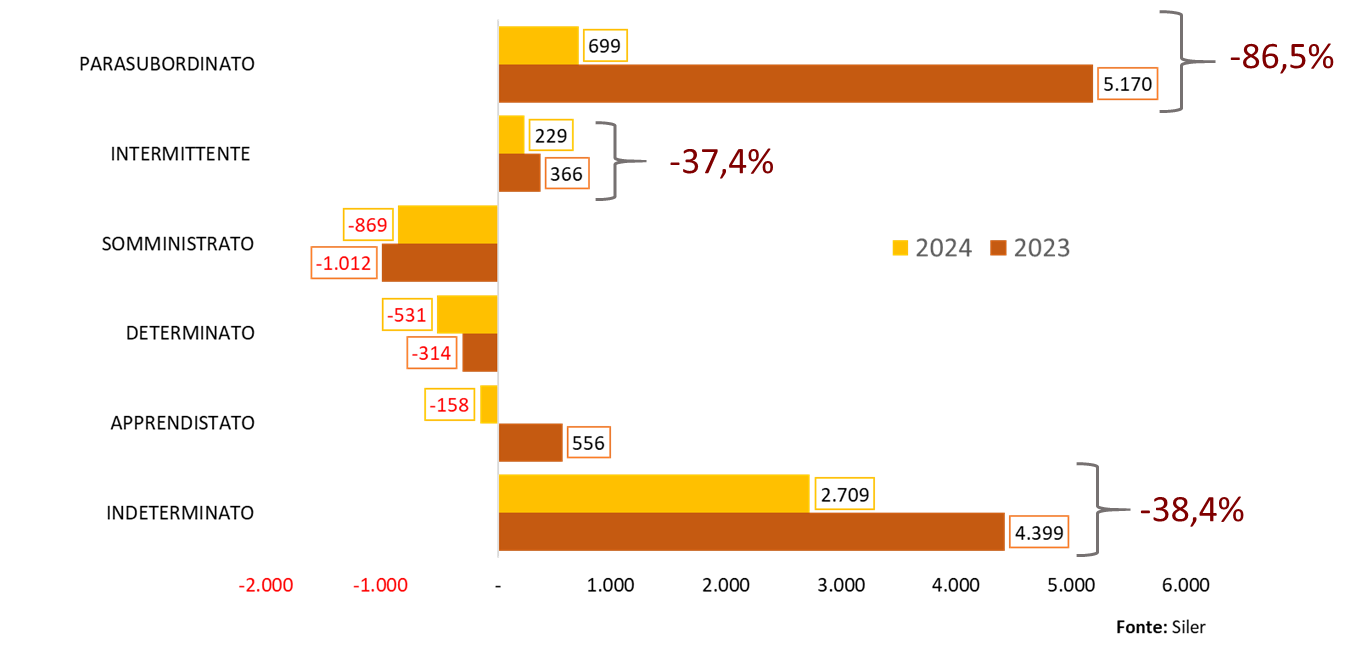 PARASUBORDINATO
699
5.170
-86,5%
INTERMITTENTE
229
366
-37,4%
SOMMINISTRATO
-869
-1.012
2024 2023
DETERMINATO
-531
-314
APPRENDISTATO
-158
556
INDETERMINATO
2.709
4.399
-38,4%
-2.000 -1.000 - 1.000 2.000 3.000 4.000 5.000 6.000
Fonte: Siler